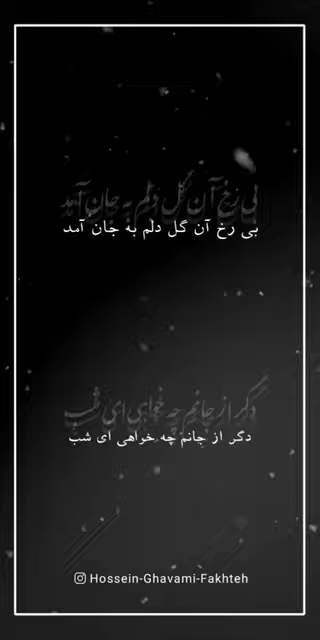 بی رخ آن گل دلم به جان آمد
بی رخ آن گل دلم به جان آمد
دگر از جانم چه خواهی ای شب
دگر از جانم چه خواهی ای شب
Hossein-Ghavami-Fakhteh